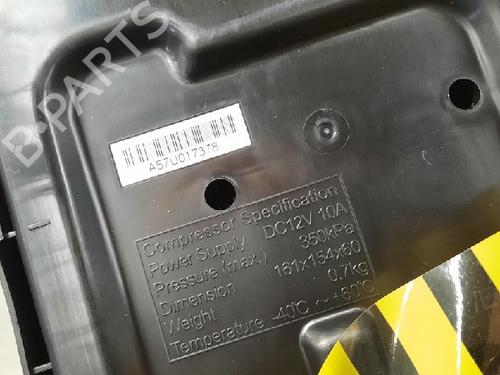 B-PARTS
A57U017378
Compressor Specification
Power Supply DC12V 10A
Pressure (max.) 350kPa
Dimension 161x154x60
Weight 0.7kg
Temperature -40℃ ~ +60℃